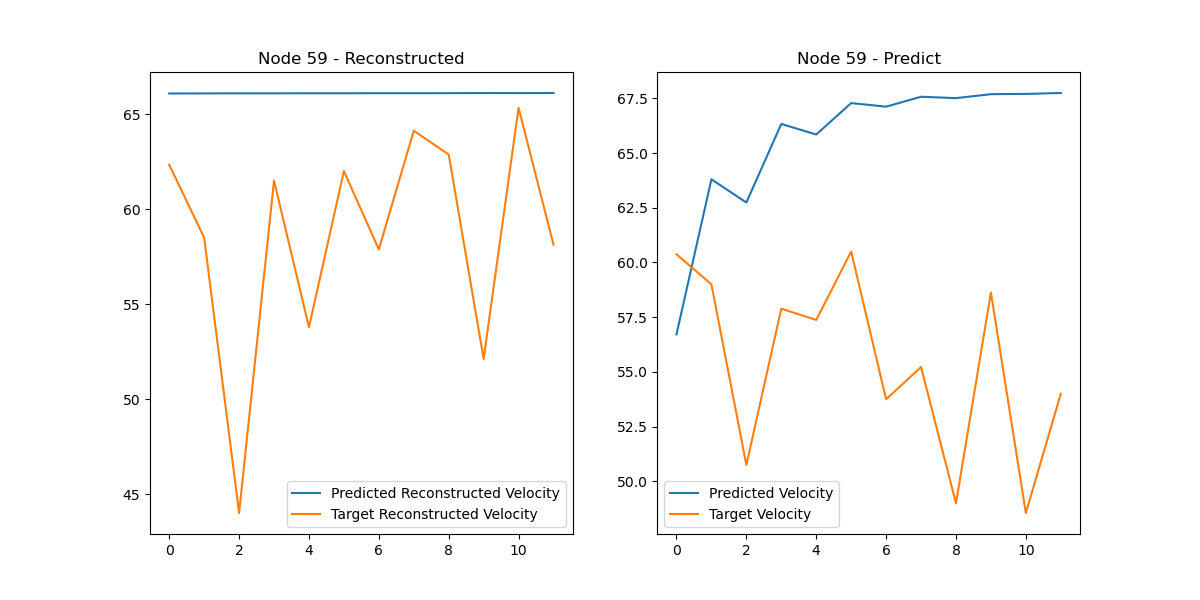 Node 59 - Reconstructed
65
60
55
50
45
0 2 4 6 8 10
Predicted Reconstructed Velocity
Target Reconstructed Velocity
Node 59 - Predict
67.5
65.0
62.5
60.0
57.5
55.0
52.5
50.0
0 2 4 6 8 10
Predicted Velocity
Target Velocity